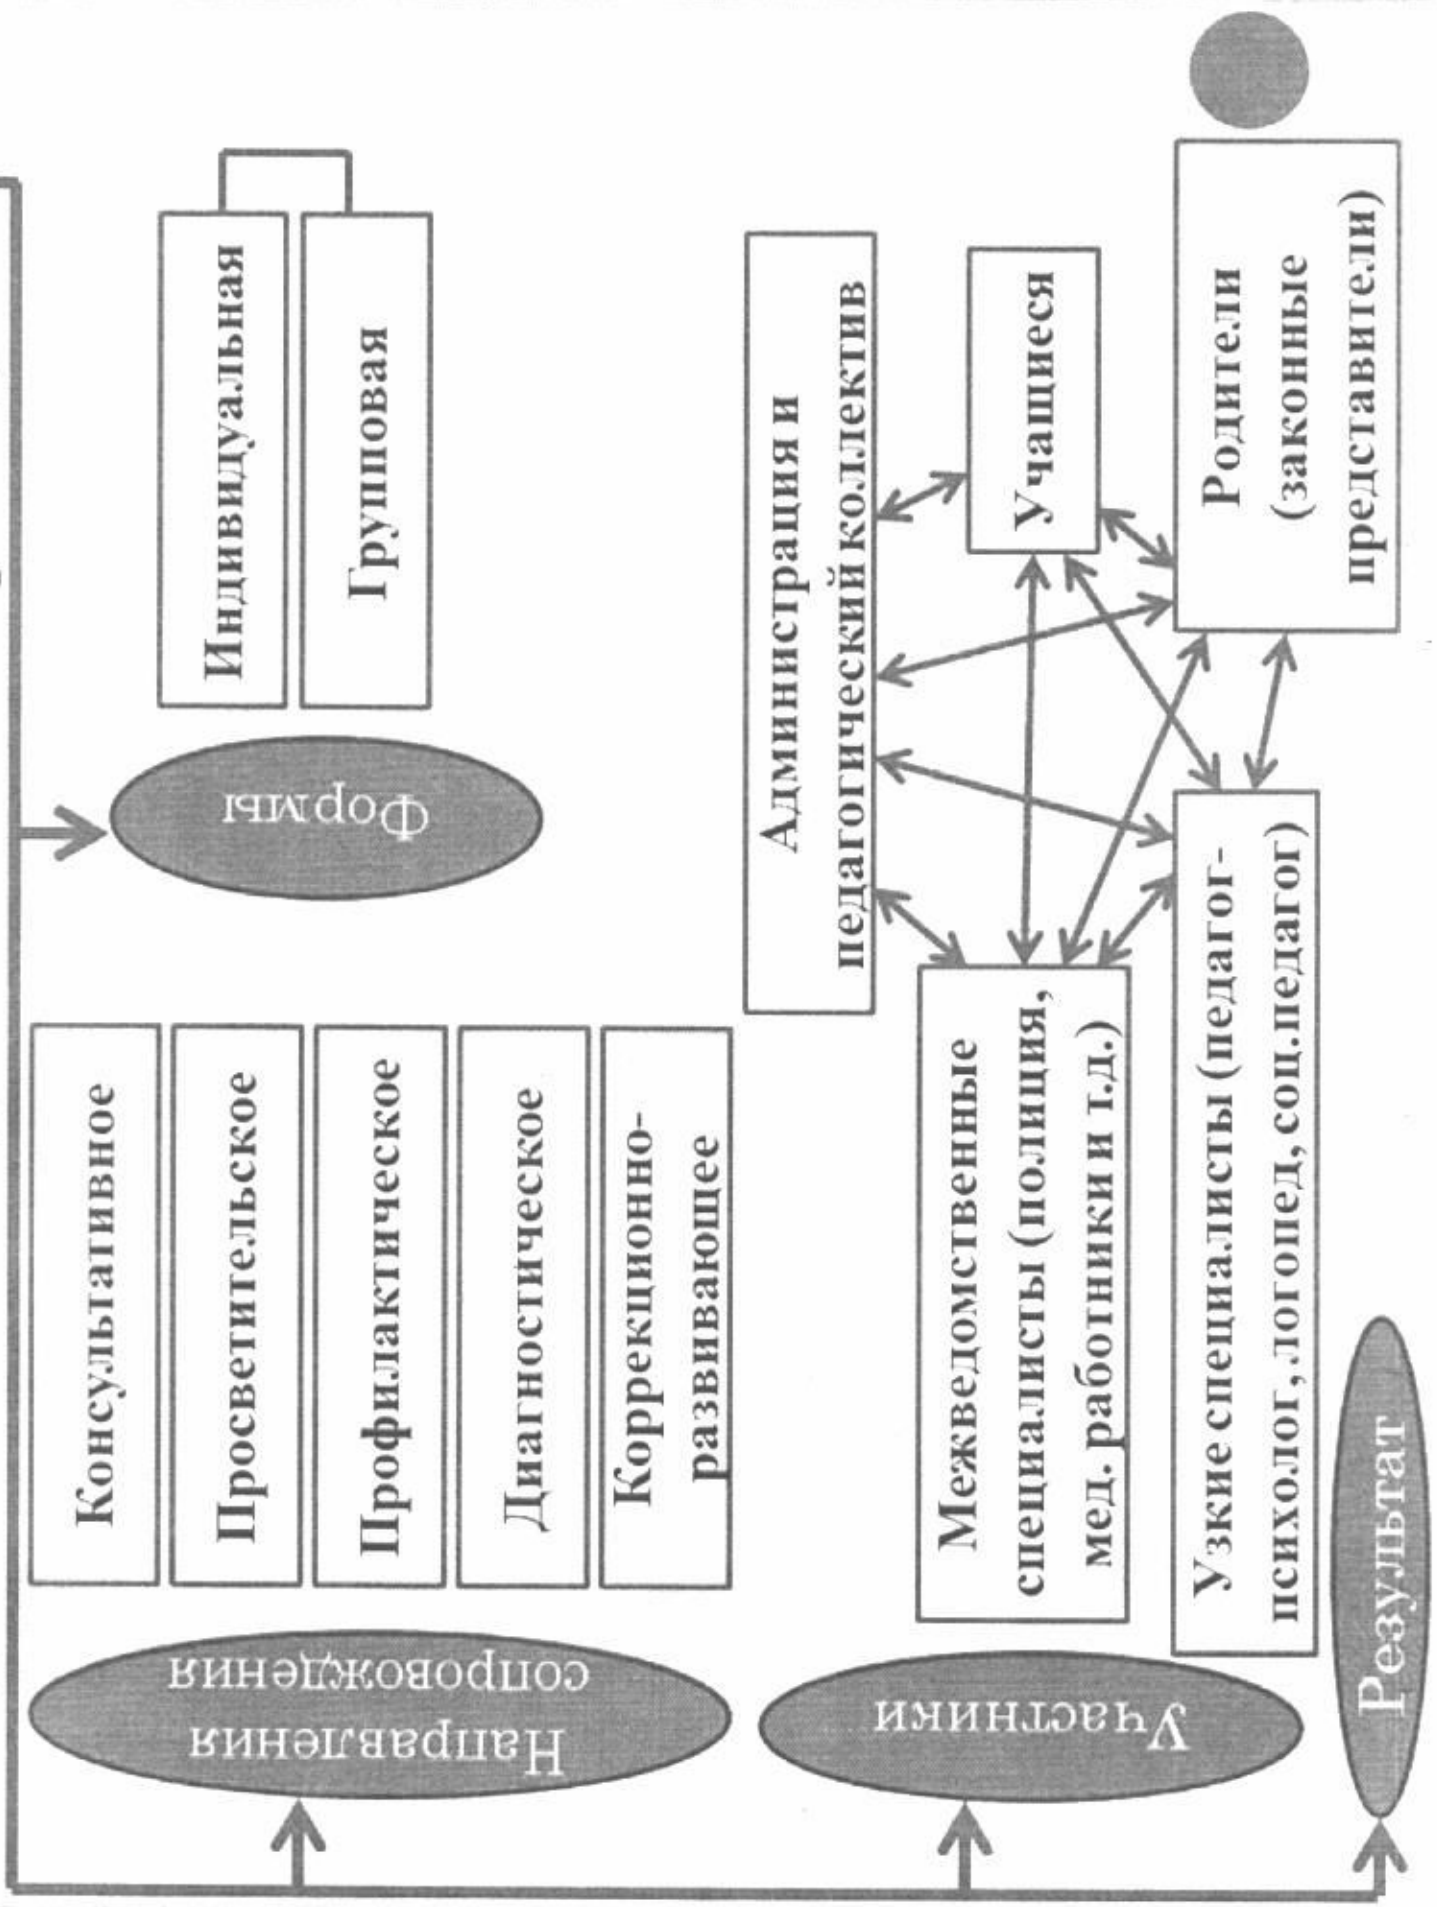 Направления
сопровождения
Консультативное
Просветительское
Профилактическое
Диагностическое
Коррекционно-
развивающее
Формы
Индивидуальная
Групповая
Участники
Администрация и
педагогический коллектив
Межведомственные
специалисты (полиция,
мед. работники и т.д.)
Учащиеся
Узкие специалисты (педагог-
психолог, логопед, соц.педагог)
Родители
(законные
представители)
Результат